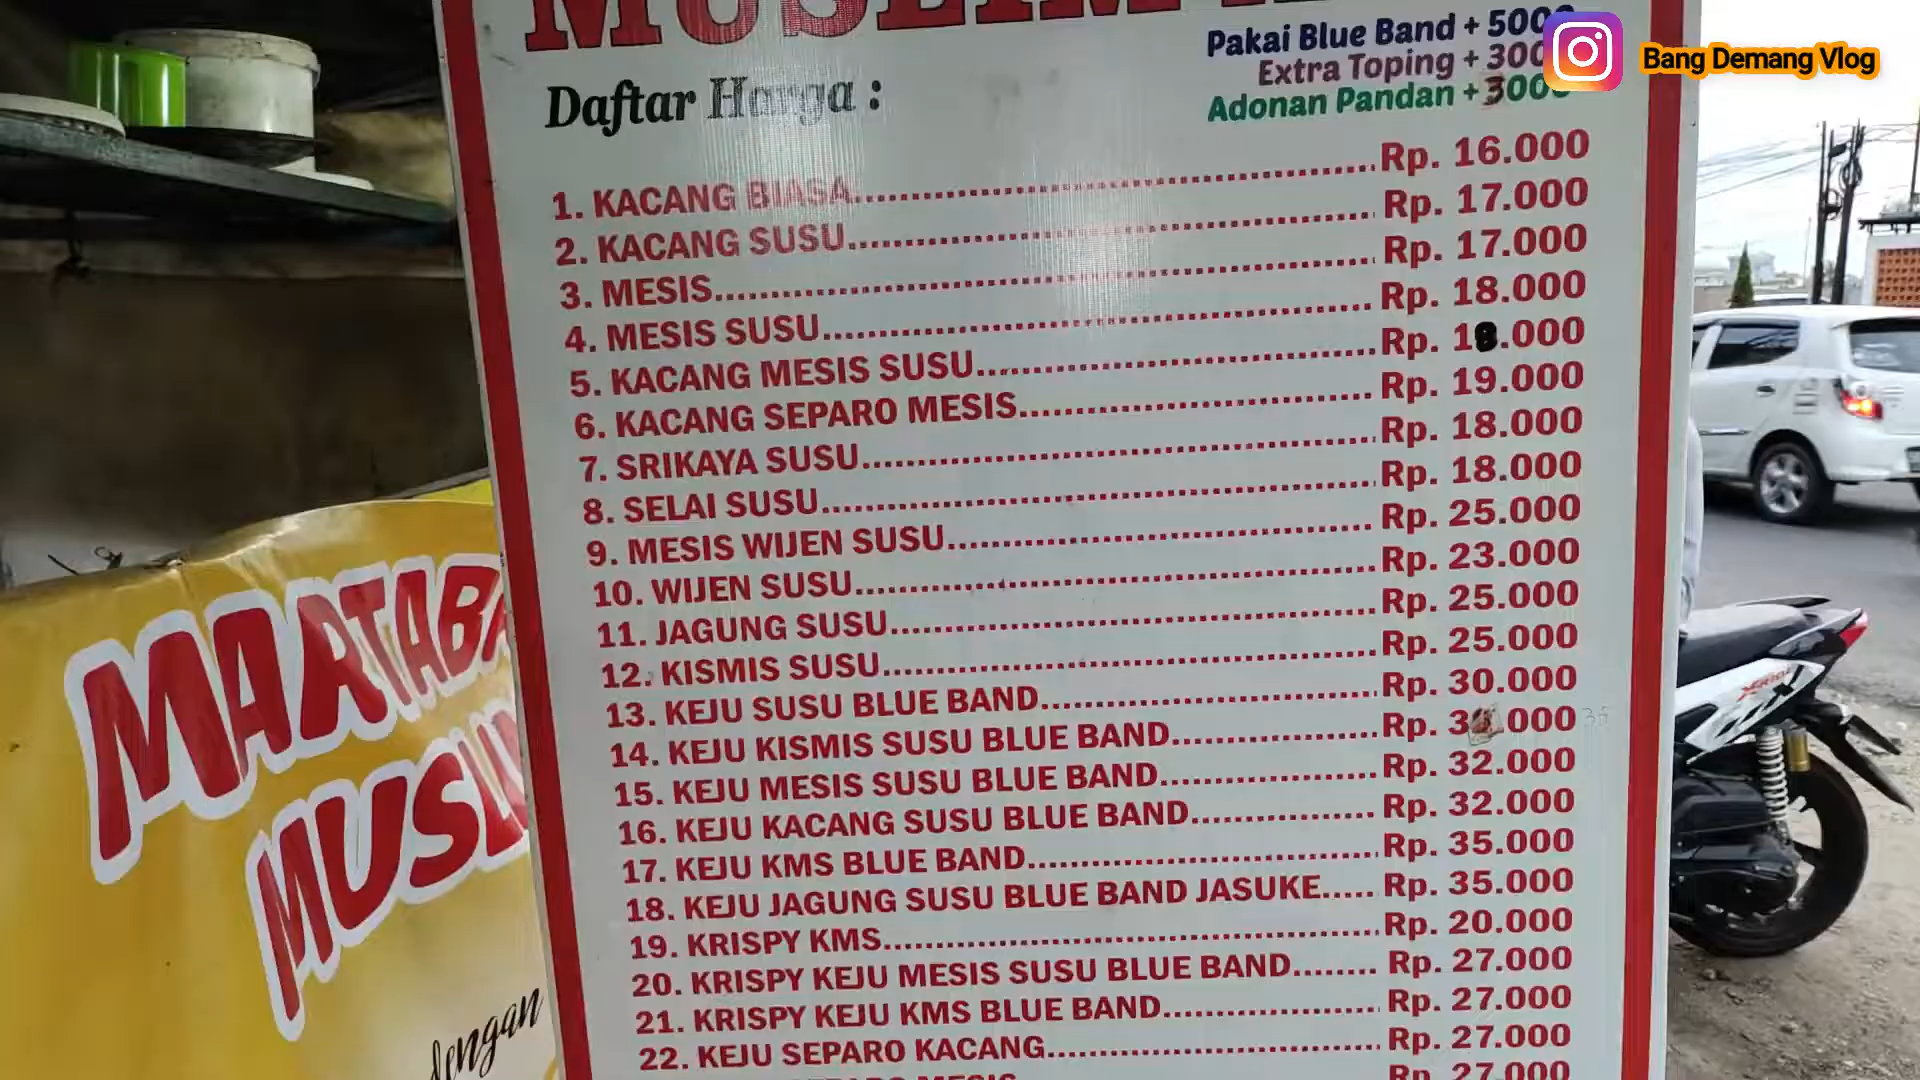 Bang Demang Vlog
MUSLIM
Pakai Blue Band + 5000
Extra Toping + 3000
Adonan Pandan + 3000
Daftar Harga :
1. KACANG BIASA Rp. 16.000
2. KACANG SUSU Rp. 17.000
3. MESIS Rp. 17.000
4. MESIS SUSU Rp. 18.000
5. KACANG MESIS SUSU Rp. 18.000
6. KACANG SEPARO MESIS Rp. 19.000
7. SRIKAYA SUSU Rp. 18.000
8. SELAI SUSU Rp. 18.000
9. MESIS WIJEN SUSU Rp. 25.000
10. WIJEN SUSU Rp. 23.000
11. JAGUNG SUSU Rp. 25.000
12. KISMIS SUSU Rp. 25.000
13. KEJU SUSU BLUE BAND Rp. 30.000
14. KEJU KISMIS SUSU BLUE BAND Rp. 35
15. KEJU MESIS SUSU BLUE BAND Rp. 32.000
16. KEJU KACANG SUSU BLUE BAND Rp. 32.000
17. KEJU KMS BLUE BAND Rp. 35.000
18. KEJU JAGUNG SUSU BLUE BAND JASUKE Rp. 35.000
19. KRISPY KMS Rp. 20.000
20. KRISPY KEJU MESIS SUSU BLUE BAND Rp. 27.000
21. KRISPY KEJU KMS BLUE BAND Rp. 27.000
22. KEJU SEPARO KACANG Rp. 27.000
SEPARO MESIS Rp. 27.000
MARTABA
MUSLIM
dengan